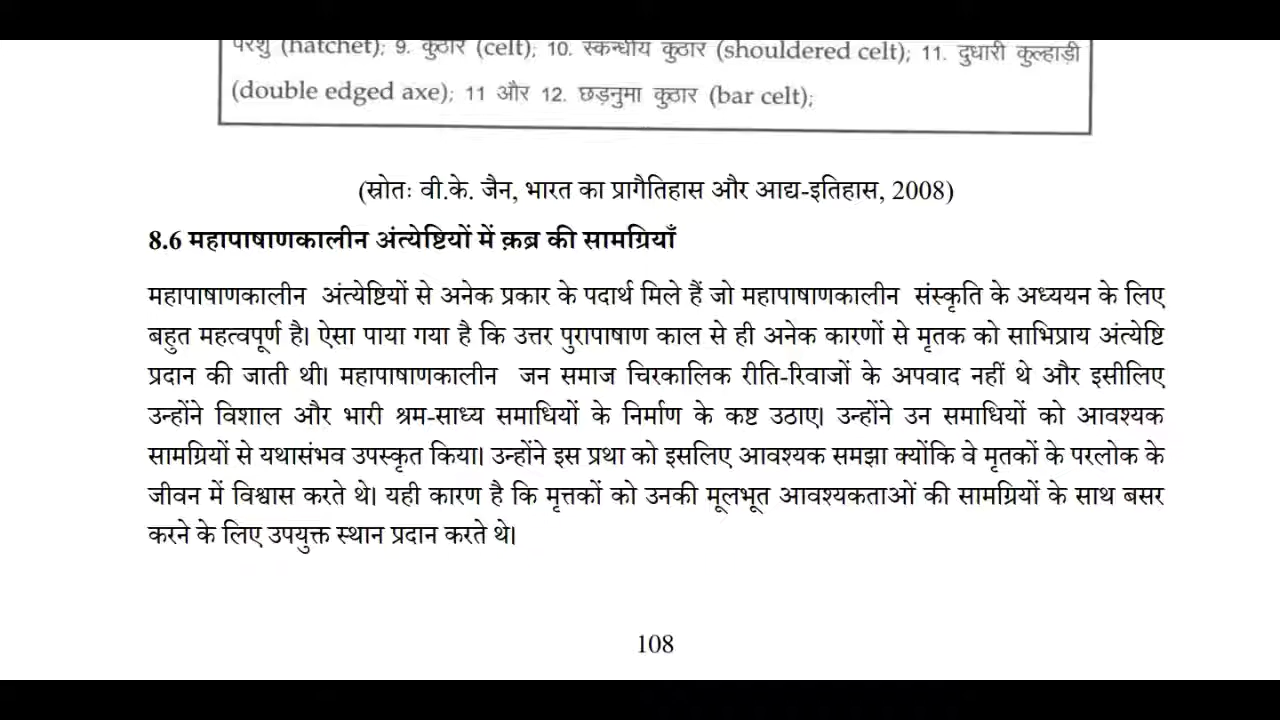 परशु (hatchet); 9. कुठार (celt); 10. स्कन्धीय कुठार (shouldered celt); 11. दुधारी कुल्हाड़ी
(double edged axe); 11 और 12. छड़नुमा कुठार (bar celt);
(स्रोतः वी.के. जैन, भारत का प्रागैतिहास और आद्य-इतिहास, 2008)
8.6 महापाषाणकालीन अंत्येष्टियों में क़ब्र की सामग्रियाँ
महापाषाणकालीन अंत्येष्टियों से अनेक प्रकार के पदार्थ मिले हैं जो महापाषाणकालीन संस्कृति के अध्ययन के लिए
बहुत महत्वपूर्ण है। ऐसा पाया गया है कि उत्तर पुरापाषाण काल से ही अनेक कारणों से मृतक को साभिप्राय अंत्येष्टि
प्रदान की जाती थी। महापाषाणकालीन जन समाज चिरकालिक रीति-रिवाजों के अपवाद नहीं थे और इसीलिए
उन्होंने विशाल और भारी श्रम-साध्य समाधियों के निर्माण के कष्ट उठाए। उन्होंने उन समाधियों को आवश्यक
सामग्रियों से यथासंभव उपस्कृत किया। उन्होंने इस प्रथा को इसलिए आवश्यक समझा क्योंकि वे मृतकों के परलोक के
जीवन में विश्वास करते थे। यही कारण है कि मृत्तकों को उनकी मूलभूत आवश्यकताओं की सामग्रियों के साथ बसर
करने के लिए उपयुक्त स्थान प्रदान करते थे।
108